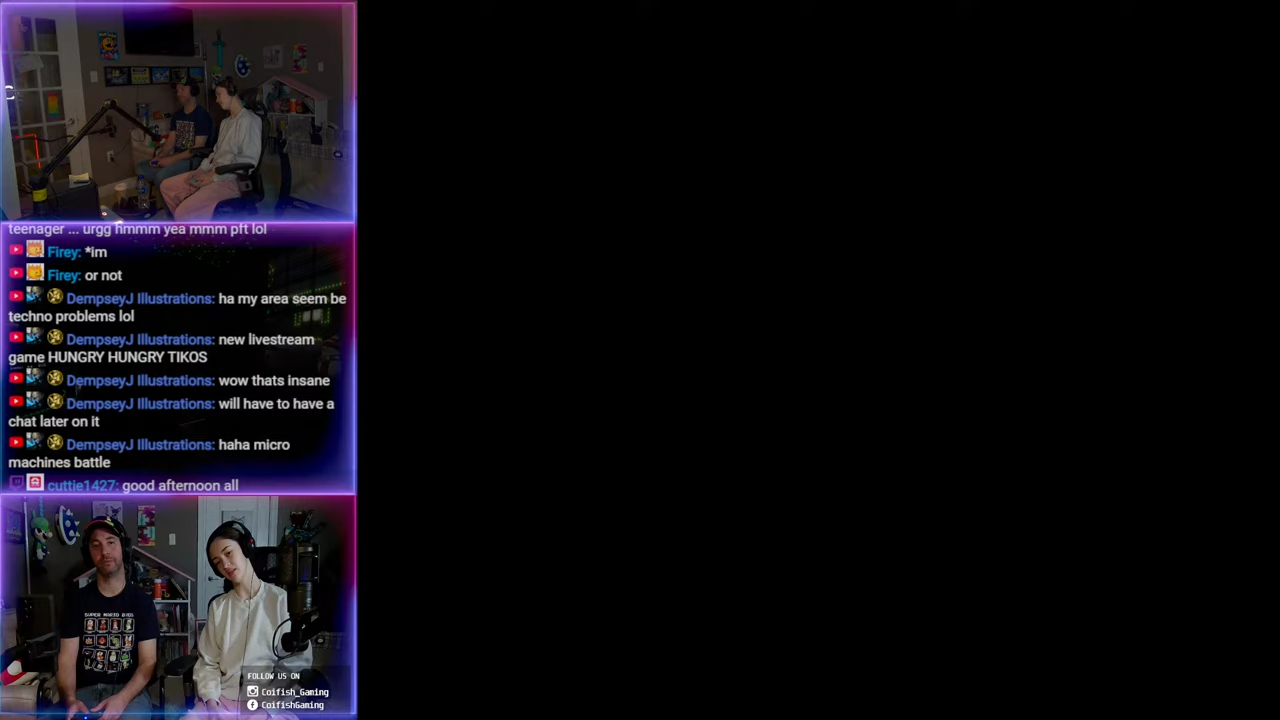 teenager ... urgg hmmm yea mmm pft lol
Firey: *im
Firey: or not
DempseyJ Illustrations: ha my area seem be
techno problems lol
DempseyJ Illustrations: new livestream
game HUNGRY HUNGRY TIKOS
DempseyJ Illustrations: wow thats insane
DempseyJ Illustrations: will have to have a
chat later on it
DempseyJ Illustrations: haha micro
machines battle
cuttie1427: good afternoon all
SUPER MARIO BROS
FOLLOW US ON
Coifish_Gaming
CoifishGaming